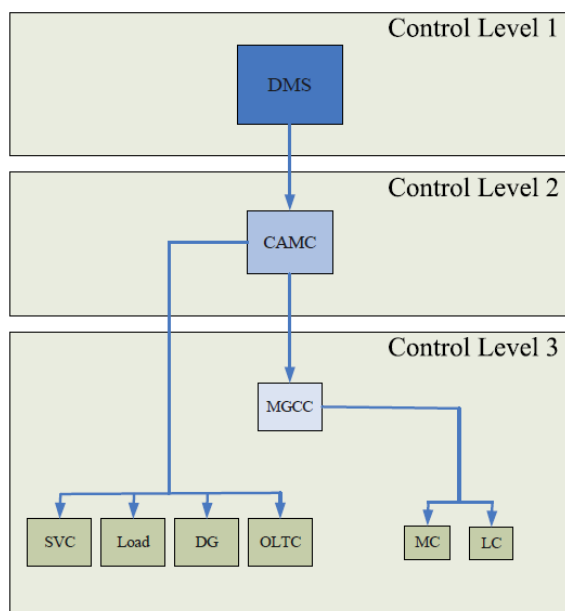 Control Level 1
DMS
Control Level 2
CAMC
Control Level 3
MGCC
SVC
Load
DG
OLTC
MC
LC